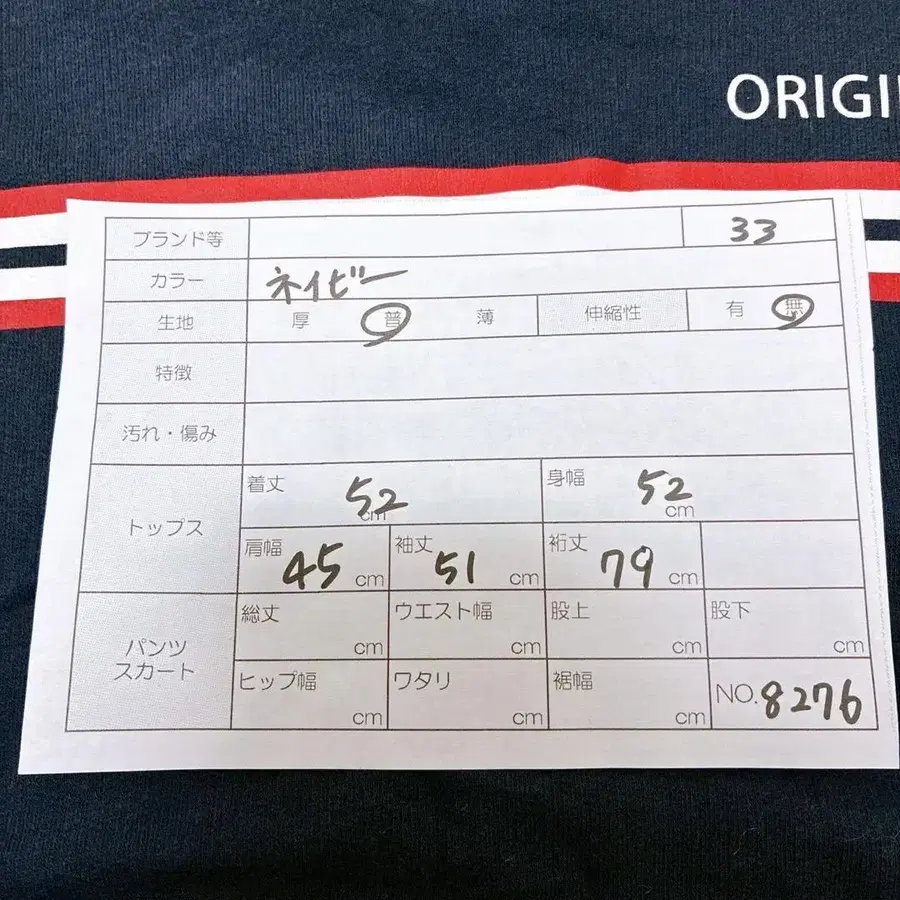 ORIGI
ブランド等 33
カラー ネイビー
生地 厚 普 薄 伸縮性 有 無
特徴
汚れ・傷み
トップス 着丈 52 cm 身幅 52 cm
肩幅 45 cm 袖丈 51 cm 裄丈 79 cm
パンツ スカート 総丈 cm ウエスト幅 cm 股上 cm 股下 cm
ヒップ幅 cm ワタリ cm 裾幅 cm NO.8276